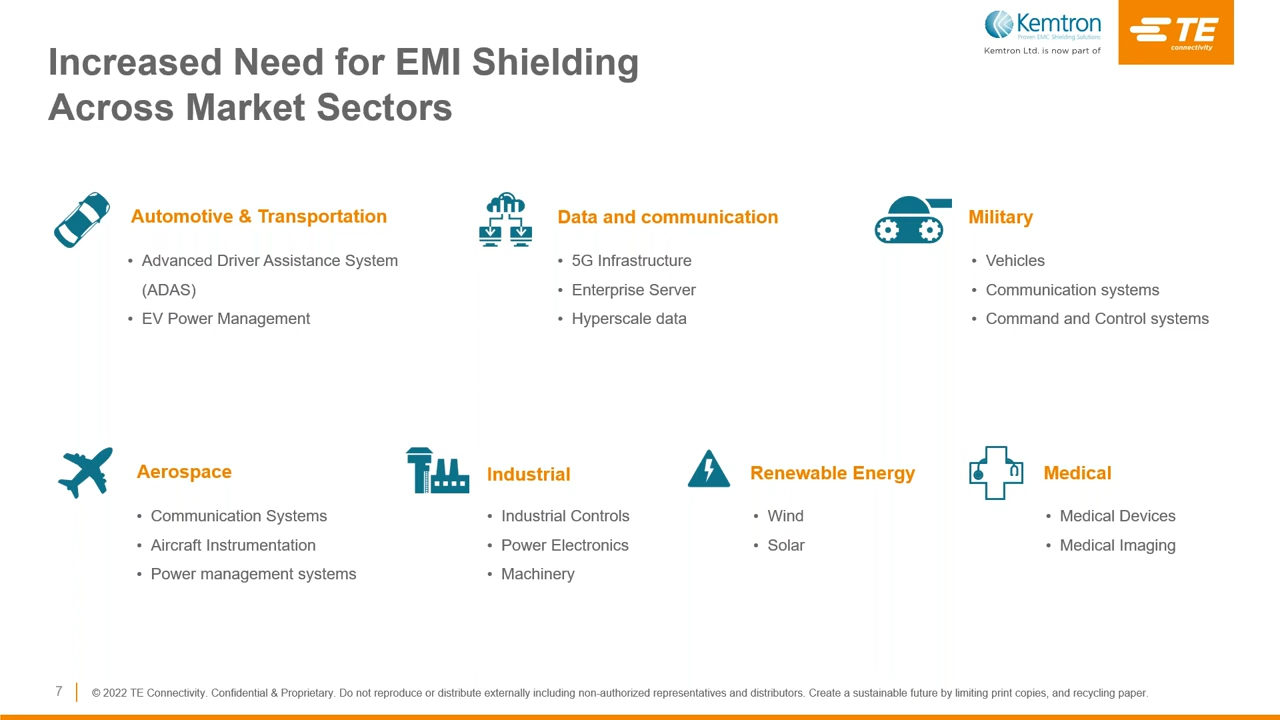 Kemtron
Proven EMC Shielding Solutions
Kemtron Ltd. is now part of
TE
connectivity
Increased Need for EMI Shielding
Across Market Sectors
Automotive & Transportation
• Advanced Driver Assistance System
(ADAS)
• EV Power Management
Data and communication
• 5G Infrastructure
• Enterprise Server
• Hyperscale data
Military
• Vehicles
• Communication systems
• Command and Control systems
Aerospace
• Communication Systems
• Aircraft Instrumentation
• Power management systems
Industrial
• Industrial Controls
• Power Electronics
• Machinery
Renewable Energy
• Wind
• Solar
Medical
• Medical Devices
• Medical Imaging
7
© 2022 TE Connectivity. Confidential & Proprietary. Do not reproduce or distribute externally including non-authorized representatives and distributors. Create a sustainable future by limiting print copies, and recycling paper.